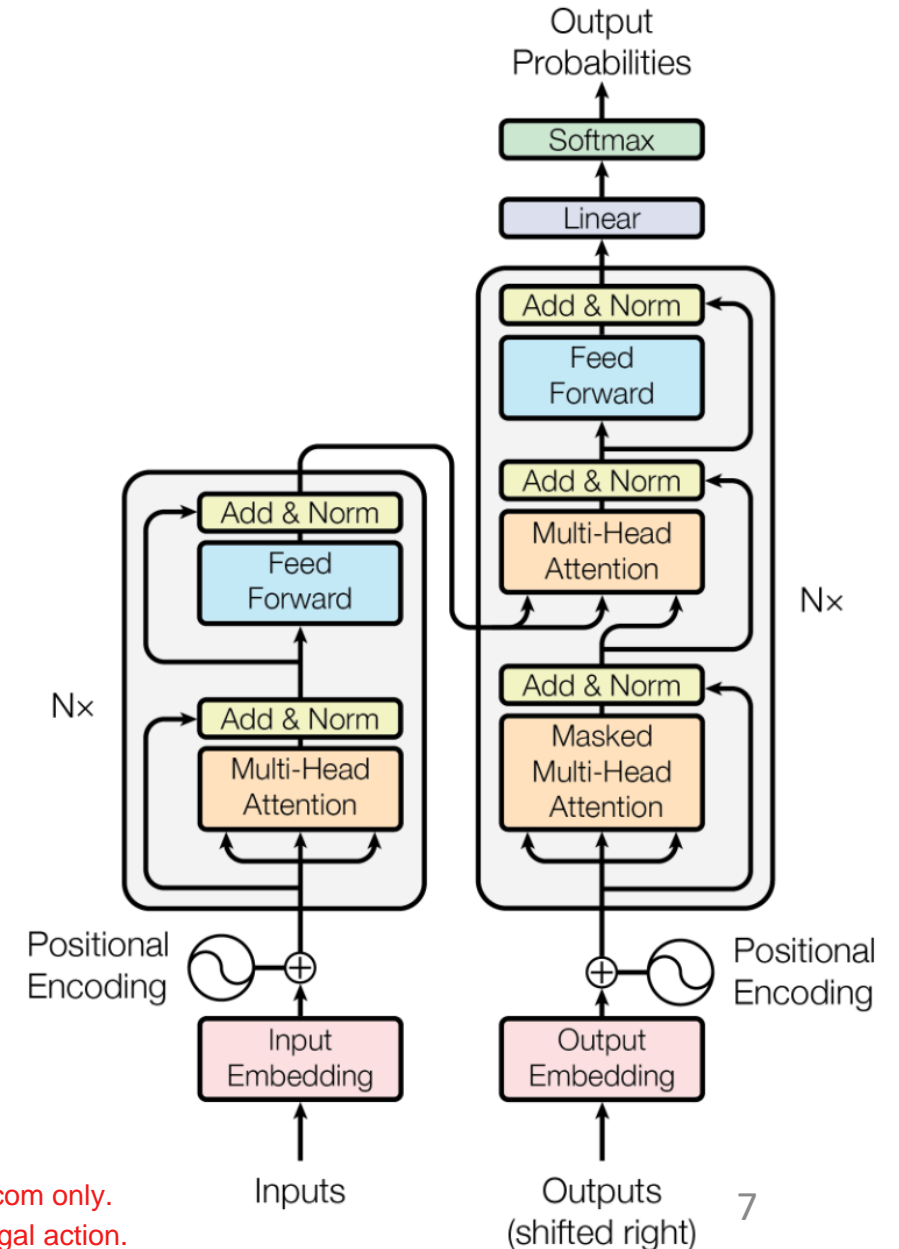 Output
Probabilities
Softmax
Linear
Add & Norm
Feed
Forward
Add & Norm
Multi-Head
Attention
Nx
Add & Norm
Masked
Multi-Head
Attention
Add & Norm
Feed
Forward
Nx
Add & Norm
Multi-Head
Attention
Positional
Encoding
Positional
Encoding
Input
Embedding
Output
Embedding
Inputs
Outputs
(shifted right)
7
com only.
gal action.